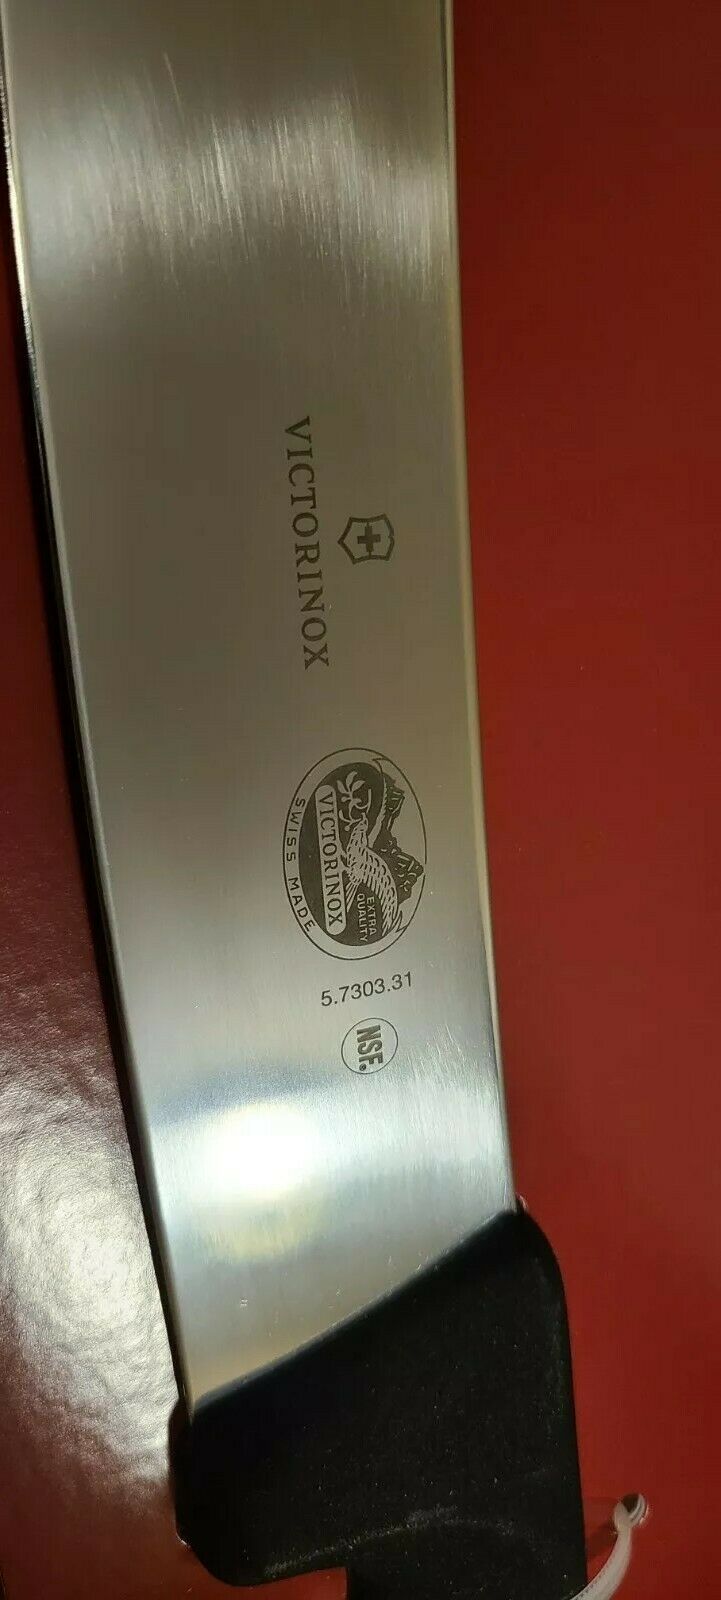 VICTORINOX
VICTORINOX
SWISS MADE
EXTRA
QUALITY
5.7303.31
NSF®